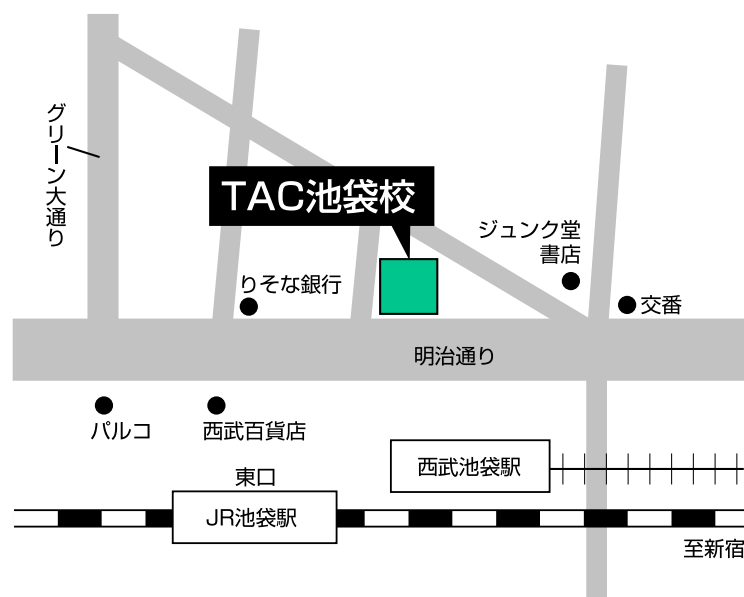 グリーン大通り
TAC池袋校
ジュンク堂
書店
りそな銀行
交番
明治通り
パルコ
西武百貨店
西武池袋駅
東口
JR池袋駅
至新宿